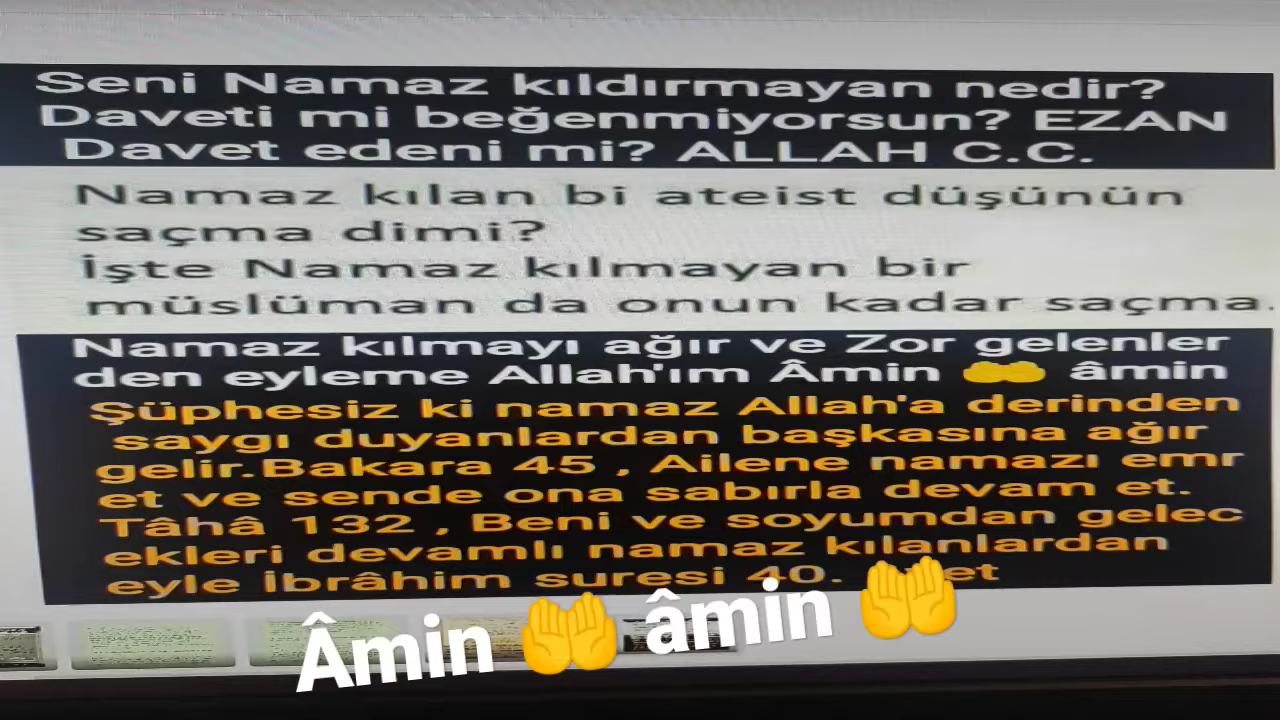 Seni Namaz kıldırmayan nedir?
Daveti mi beğenmiyorsun? EZAN
Davet edeni mi? ALLAH C.C.
Namaz kılan bi ateist düşünün
saçma dimi?
İşte Namaz kılmayan bir
müslüman da onun kadar saçma.
Namaz kılmayı ağır ve Zor gelenler
den eyleme Allah'ım Âmin 🤲 âmin
Şüphesiz ki namaz Allah'a derinden
saygı duyanlardan başkasına ağır
gelir.Bakara 45 , Ailene namazı emr
et ve sende ona sabırla devam et.
Tâhâ 132 , Beni ve soyumdan gelec
ekleri devamlı namaz kılanlardan
eyle İbrâhim suresi 40.
Âmin 🤲 âmin 🤲